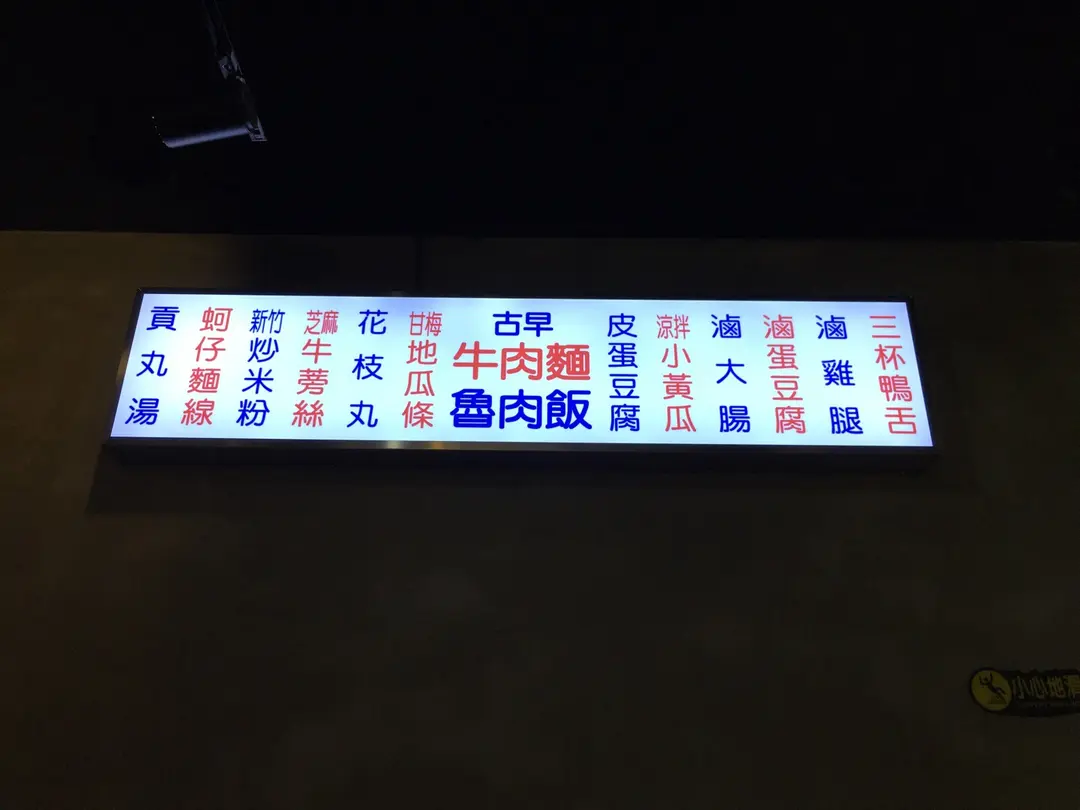 三杯鴨舌
滷雞腿
滷蛋豆腐
滷大腸
涼拌小黃瓜
皮蛋豆腐
古早
牛肉麵
魯肉飯
甘梅地瓜條
花枝丸
芝麻牛蒡絲
新竹炒米粉
蚵仔麵線
貢丸湯
小心地滑